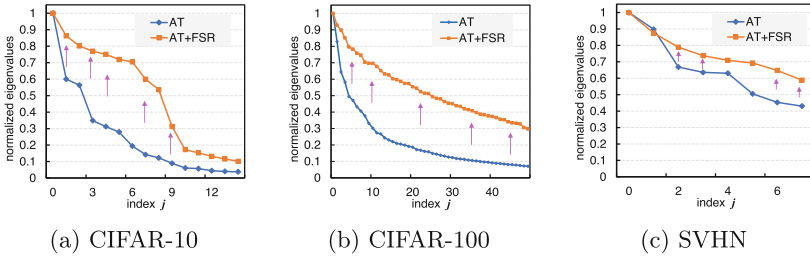 1
0.9
0.8
0.7
0.6
0.5
0.4
0.3
0.2
0.1
0
normalized eigenvalues
AT
AT+FSR
0 3 6 9 12
index j
(a) CIFAR-10
1
0.9
0.8
0.7
0.6
0.5
0.4
0.3
0.2
0.1
0
normalized eigenvalues
AT
AT+FSR
0 10 20 30 40
index j
(b) CIFAR-100
1
0.9
0.8
0.7
0.6
0.5
0.4
0.3
0.2
0.1
0
normalized eigenvalues
AT
AT+FSR
0 2 4 6
index j
(c) SVHN